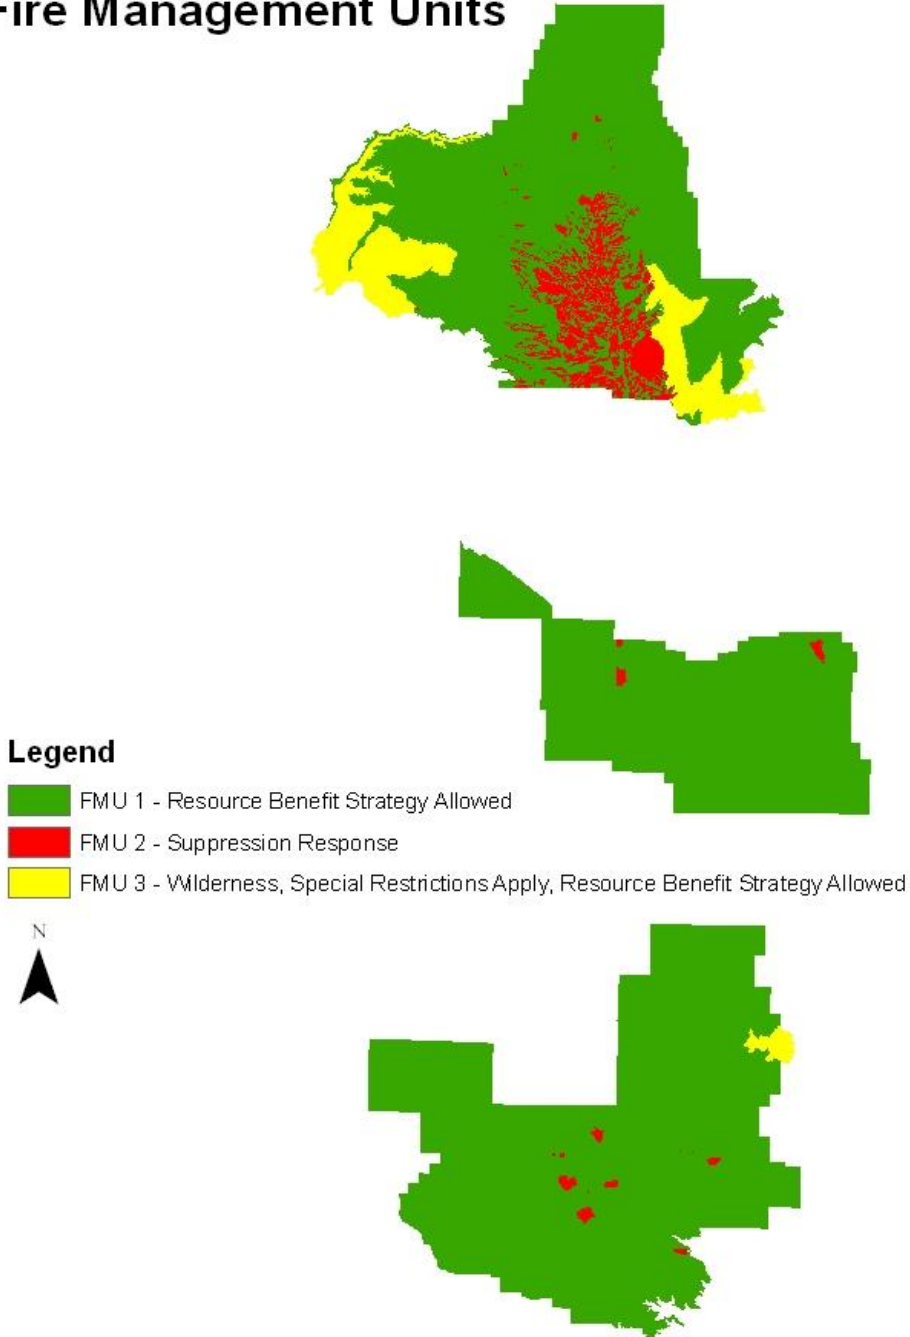 Fire Management Units
Legend
FMU 1 - Resource Benefit Strategy Allowed
FMU 2 - Suppression Response
FMU 3 - Wilderness, Special Restrictions Apply, Resource Benefit Strategy Allowed
N